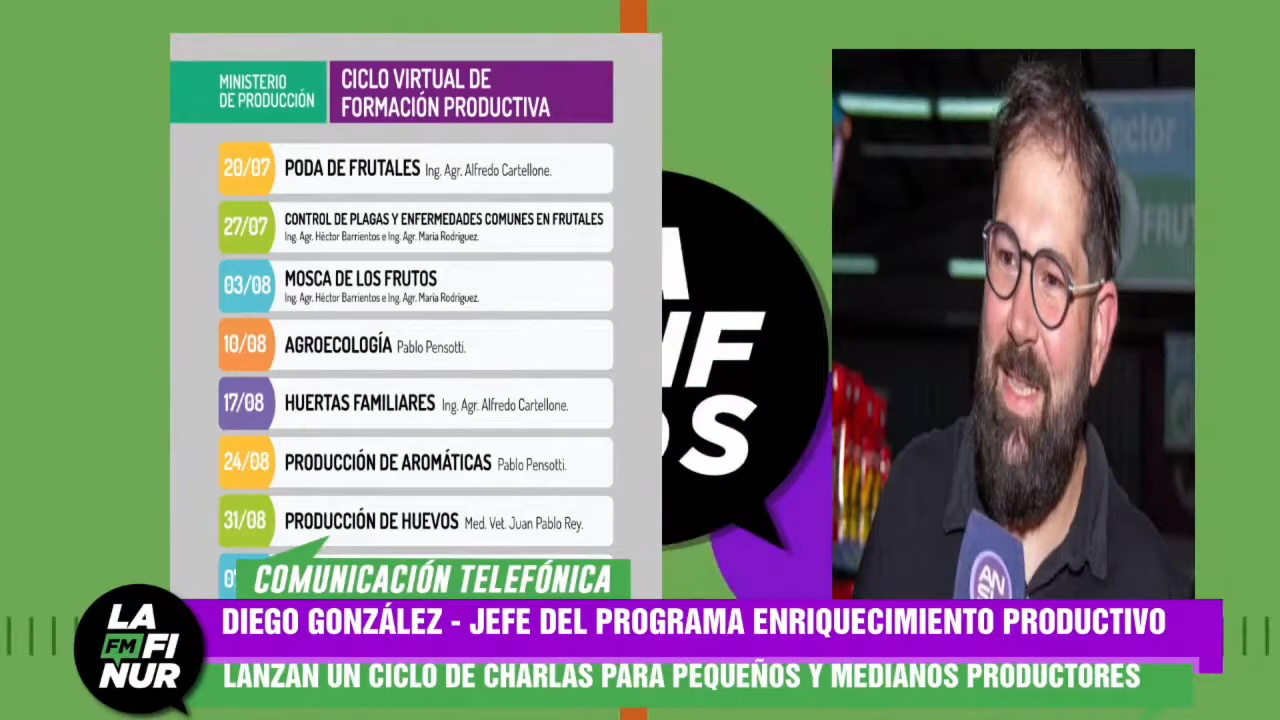 MINISTERIO
DE PRODUCCIÓN
CICLO VIRTUAL DE
FORMACIÓN PRODUCTIVA
20/07 PODA DE FRUTALES Ing. Agr. Alfredo Cartellone.
27/07 CONTROL DE PLAGAS Y ENFERMEDADES COMUNES EN FRUTALES
Ing. Agr. Héctor Barrientos e Ing. Agr. María Rodríguez.
03/08 MOSCA DE LOS FRUTOS
Ing. Agr. Héctor Barrientos e Ing. Agr. María Rodríguez.
10/08 AGROECOLOGÍA Pablo Pensotti.
17/08 HUERTAS FAMILIARES Ing. Agr. Alfredo Cartellone.
24/08 PRODUCCIÓN DE AROMÁTICAS Pablo Pensotti.
31/08 PRODUCCIÓN DE HUEVOS Med. Vet. Juan Pablo Rey.
COMUNICACIÓN TELEFÓNICA
DIEGO GONZÁLEZ - JEFE DEL PROGRAMA ENRIQUECIMIENTO PRODUCTIVO
LANZAN UN CICLO DE CHARLAS PARA PEQUEÑOS Y MEDIANOS PRODUCTORES
LA
FM FI
NUR